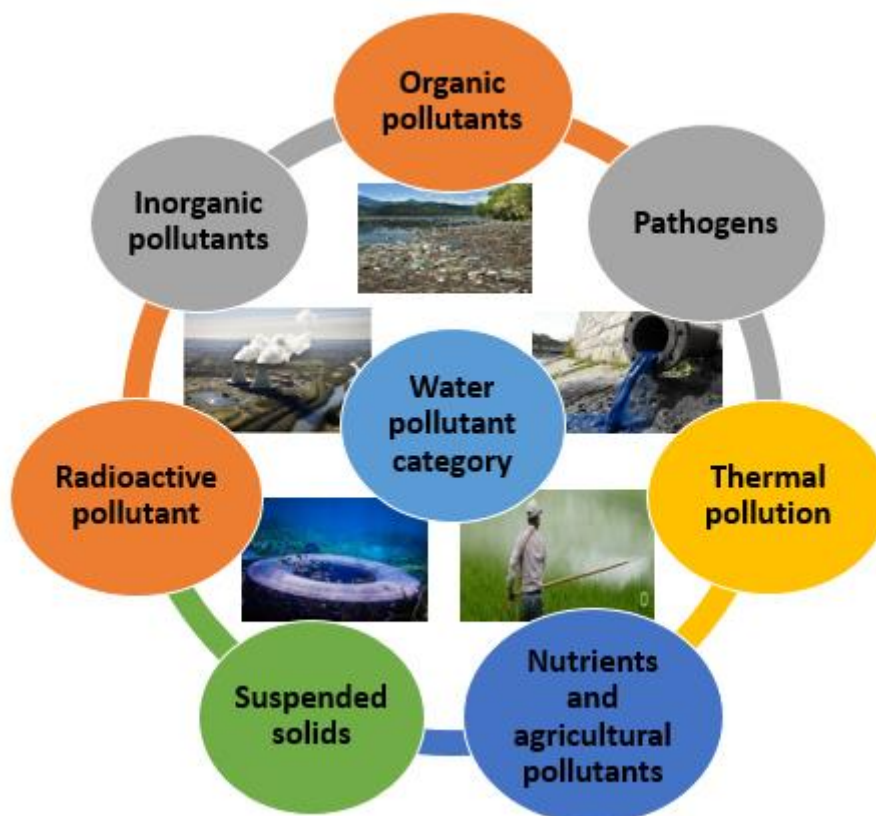 Organic
pollutants
Pathogens
Thermal
pollution
Nutrients
and
agricultural
pollutants
Suspended
solids
Radioactive
pollutant
Inorganic
pollutants
Water
pollutant
category